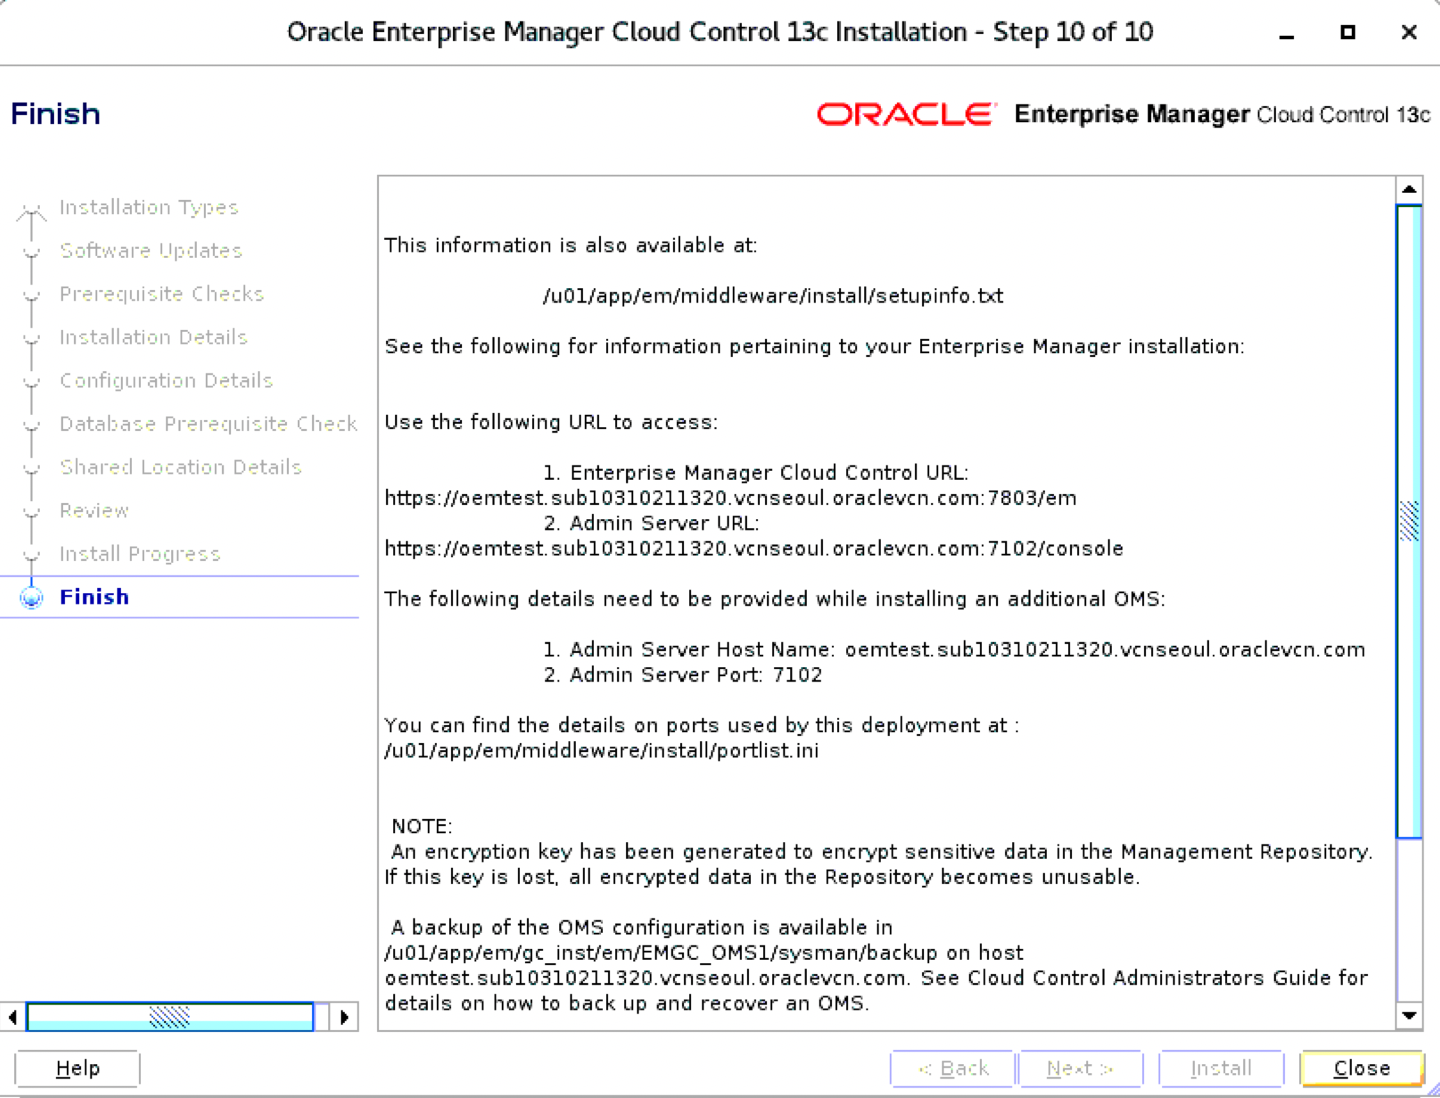 Oracle Enterprise Manager Cloud Control 13c Installation - Step 10 of 10
Finish
ORACLE Enterprise Manager Cloud Control 13c
Installation Types
Software Updates
Prerequisite Checks
Installation Details
Configuration Details
Database Prerequisite Check
Shared Location Details
Review
Install Progress
Finish
This information is also available at:
/u01/app/em/middleware/install/setupinfo.txt
See the following for information pertaining to your Enterprise Manager installation:
Use the following URL to access:
1. Enterprise Manager Cloud Control URL:
https://oemtest.sub10310211320.vcnseoul.oraclevcn.com:7803/em
2. Admin Server URL:
https://oemtest.sub10310211320.vcnseoul.oraclevcn.com:7102/console
The following details need to be provided while installing an additional OMS:
1. Admin Server Host Name: oemtest.sub10310211320.vcnseoul.oraclevcn.com
2. Admin Server Port: 7102
You can find the details on ports used by this deployment at :
/u01/app/em/middleware/install/portlist.ini
NOTE:
An encryption key has been generated to encrypt sensitive data in the Management Repository.
If this key is lost, all encrypted data in the Repository becomes unusable.
A backup of the OMS configuration is available in
/u01/app/em/gc_inst/em/EMGC_OMS1/sysman/backup on host
oemtest.sub10310211320.vcnseoul.oraclevcn.com. See Cloud Control Administrators Guide for
details on how to back up and recover an OMS.
Help
< Back
Next >
Install
Close